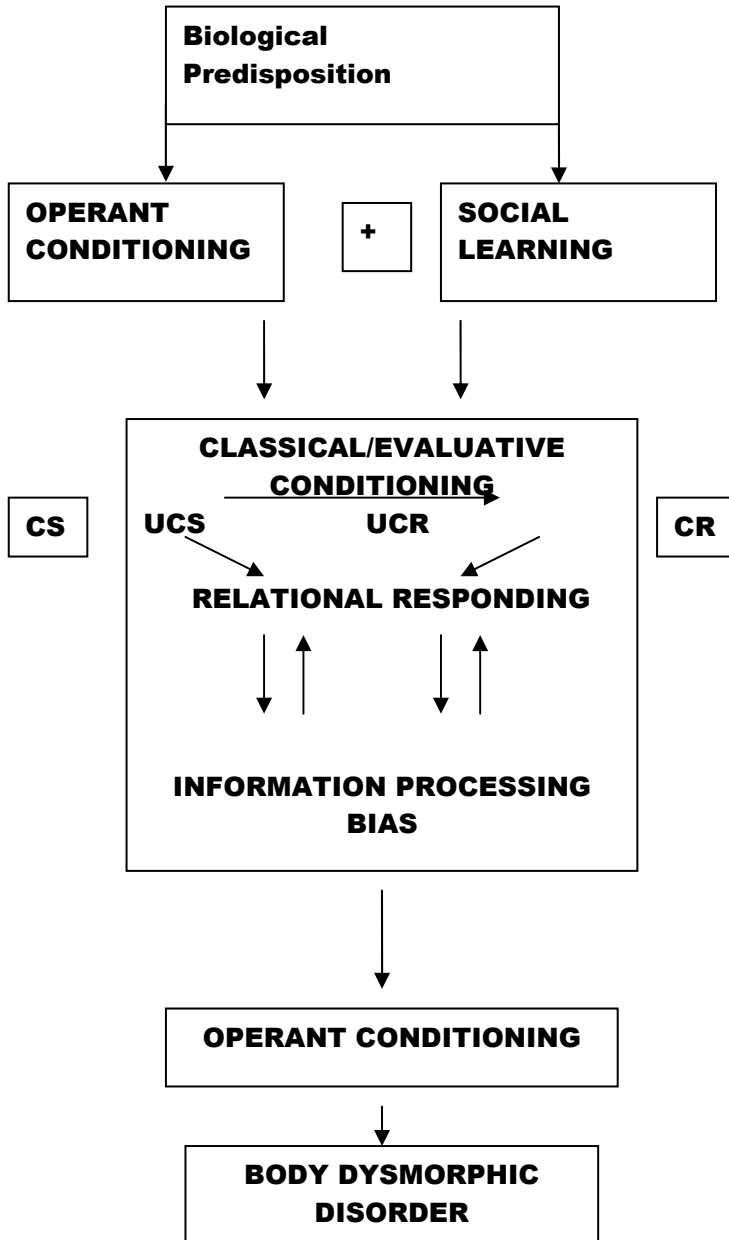 Biological
Predisposition
OPERANT
CONDITIONING
+
SOCIAL
LEARNING
CLASSICAL/EVALUATIVE
CONDITIONING
CS
UCS
UCR
CR
RELATIONAL RESPONDING
INFORMATION PROCESSING
BIAS
OPERANT CONDITIONING
BODY DYSMORPHIC
DISORDER